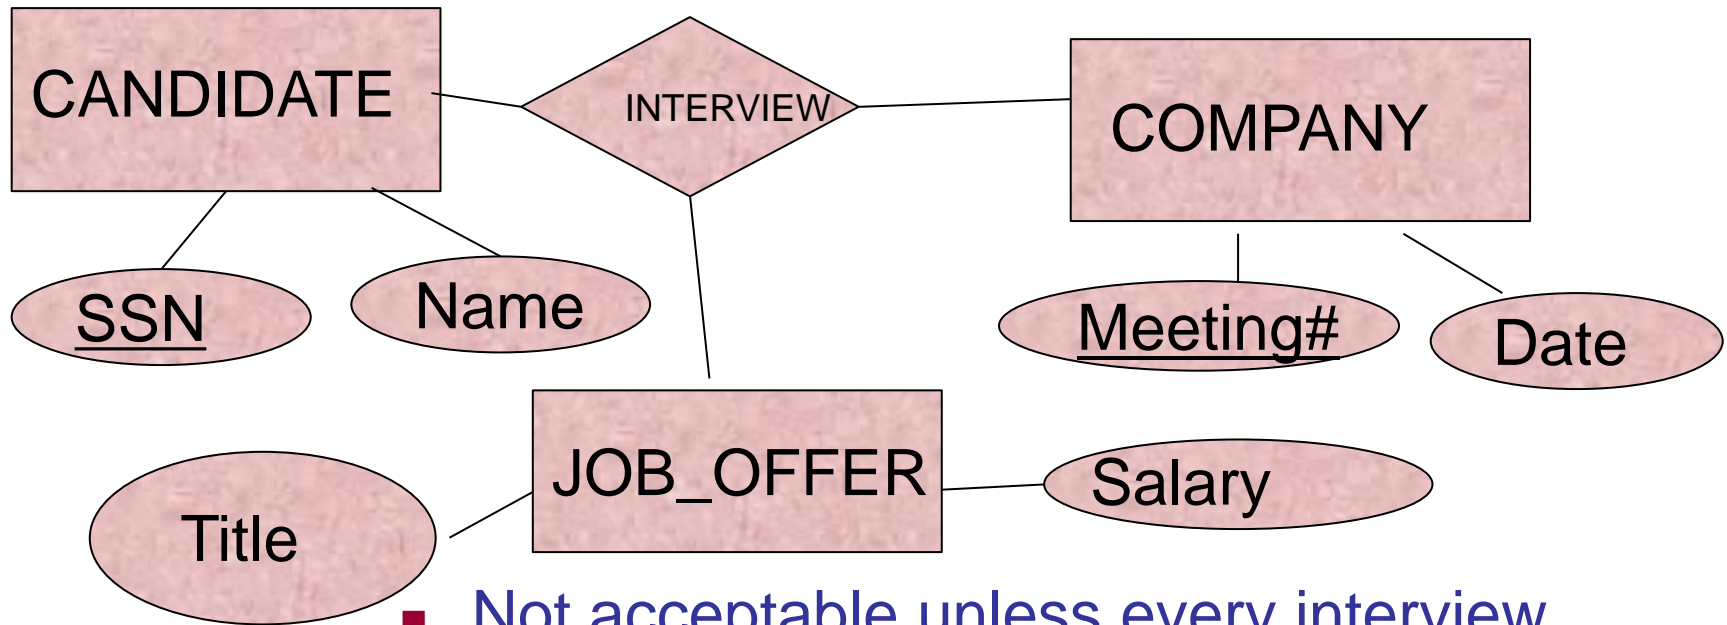 CANDIDATE
INTERVIEW
COMPANY
SSN
Name
Meeting#
Date
JOB_OFFER
Salary
Title
Not acceptable unless every interview